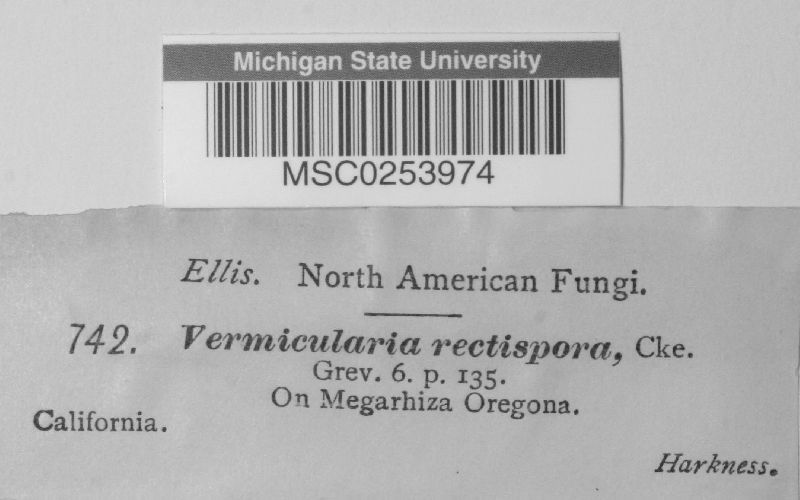 Michigan State University
MSC0253974
Ellis. North American Fungi.
742. Vermicularia rectispora, Cke.
Grev. 6. p. 135.
On Megarhiza Oregona.
California.
Harkness.